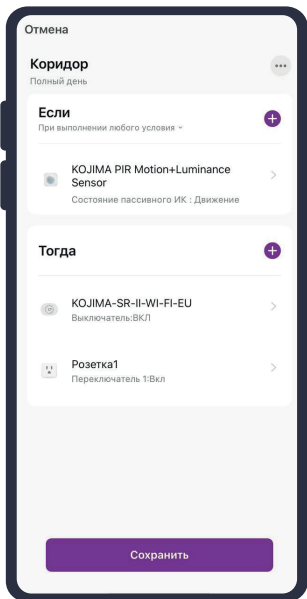 Отмена
Коридор
Полный день
Если
При выполнении любого условия
KOJIMA PIR Motion+Luminance
Sensor
Состояние пассивного ИК : Движение
Тогда
KOJIMA-SR-II-WI-FI-EU
Выключатель:ВКЛ
Розетка1
Переключатель 1:Вкл
Сохранить